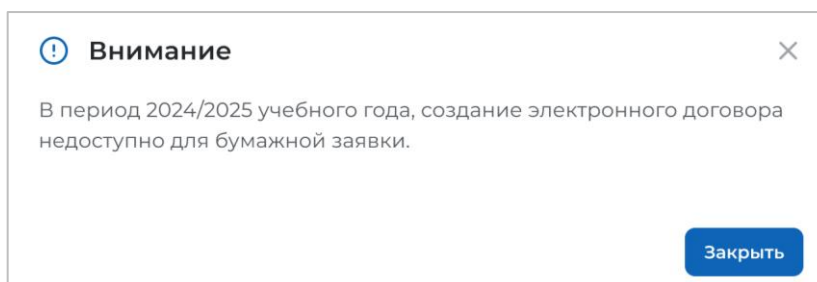 Внимание
В период 2024/2025 учебного года, создание электронного договора
недоступно для бумажной заявки.
Закрыть